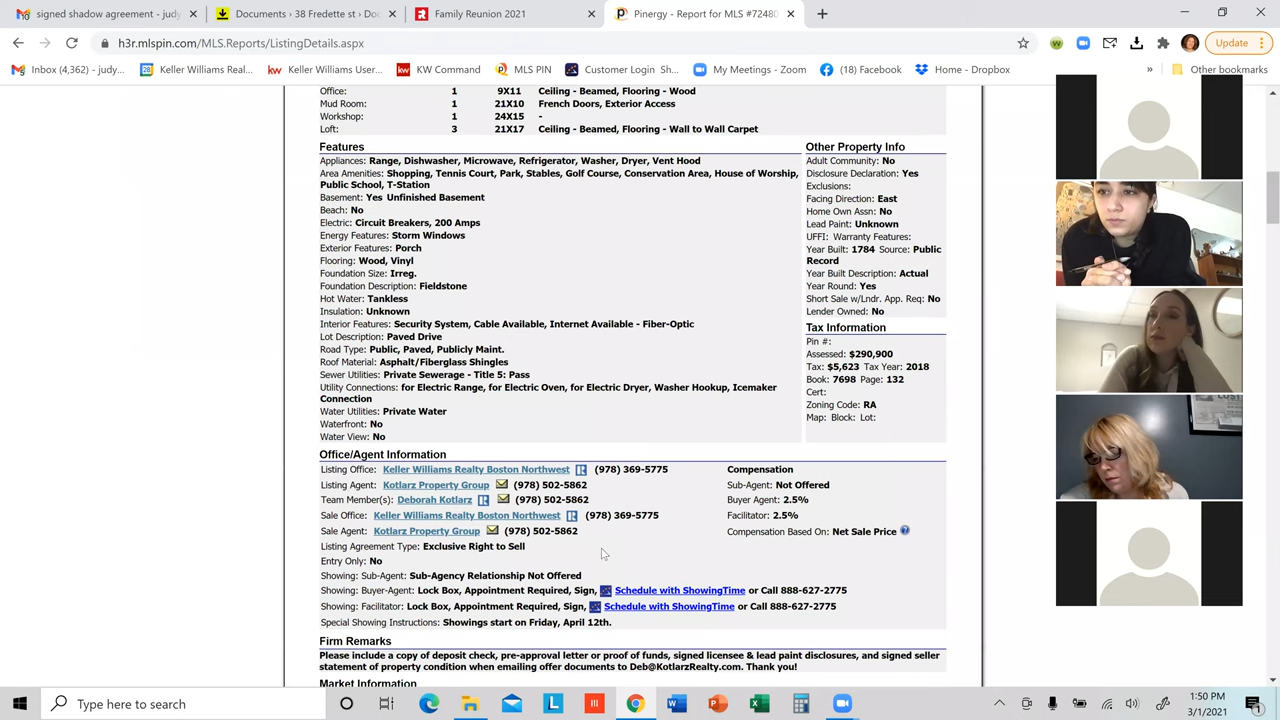 signed shadow agreement - judy
Documents - 38 Fredette st › Doc
Family Reunion 2021
Pinergy - Report for MLS #72480
h3r.mlspin.com/MLS.Reports/ListingDetails.aspx
Update
Inbox (4,362) - judy...
Keller Williams Real...
Keller Williams User...
KW Command
MLS PIN
Customer Login Sh...
My Meetings - Zoom
(18) Facebook
Home - Dropbox
»
Other bookmarks
Office: 1 9X11 Ceiling - Beamed, Flooring - Wood
Mud Room: 1 21X10 French Doors, Exterior Access
Workshop: 1 24X15 -
Loft: 3 21X17 Ceiling - Beamed, Flooring - Wall to Wall Carpet
Features
Appliances: Range, Dishwasher, Microwave, Refrigerator, Washer, Dryer, Vent Hood
Area Amenities: Shopping, Tennis Court, Park, Stables, Golf Course, Conservation Area, House of Worship,
Public School, T-Station
Basement: Yes Unfinished Basement
Beach: No
Electric: Circuit Breakers, 200 Amps
Energy Features: Storm Windows
Exterior Features: Porch
Flooring: Wood, Vinyl
Foundation Size: Irreg.
Foundation Description: Fieldstone
Hot Water: Tankless
Insulation: Unknown
Interior Features: Security System, Cable Available, Internet Available - Fiber-Optic
Lot Description: Paved Drive
Road Type: Public, Paved, Publicly Maint.
Roof Material: Asphalt/Fiberglass Shingles
Sewer Utilities: Private Sewerage - Title 5: Pass
Utility Connections: for Electric Range, for Electric Oven, for Electric Dryer, Washer Hookup, Icemaker
Connection
Water Utilities: Private Water
Waterfront: No
Water View: No
Other Property Info
Adult Community: No
Disclosure Declaration: Yes
Exclusions:
Facing Direction: East
Home Own Assn: No
Lead Paint: Unknown
UFFI: Warranty Features:
Year Built: 1784 Source: Public
Record
Year Built Description: Actual
Year Round: Yes
Short Sale w/Lndr. App. Req: No
Lender Owned: No
Tax Information
Pin #:
Assessed: $290,900
Tax: $5,623 Tax Year: 2018
Book: 7698 Page: 132
Cert:
Zoning Code: RA
Map: Block: Lot:
Office/Agent Information
Listing Office: Keller Williams Realty Boston Northwest (978) 369-5775
Listing Agent: Kotlarz Property Group (978) 502-5862
Team Member(s): Deborah Kotlarz (978) 502-5862
Sale Office: Keller Williams Realty Boston Northwest (978) 369-5775
Sale Agent: Kotlarz Property Group (978) 502-5862
Listing Agreement Type: Exclusive Right to Sell
Entry Only: No
Showing: Sub-Agent: Sub-Agency Relationship Not Offered
Showing: Buyer-Agent: Lock Box, Appointment Required, Sign, Schedule with ShowingTime or Call 888-627-2775
Showing: Facilitator: Lock Box, Appointment Required, Sign, Schedule with ShowingTime or Call 888-627-2775
Special Showing Instructions: Showings start on Friday, April 12th.
Compensation
Sub-Agent: Not Offered
Buyer Agent: 2.5%
Facilitator: 2.5%
Compensation Based On: Net Sale Price
Firm Remarks
Please include a copy of deposit check, pre-approval letter or proof of funds, signed licensee & lead paint disclosures, and signed seller
statement of property condition when emailing offer documents to Deb@KotlarzRealty.com. Thank you!
Market Information
Type here to search
1:50 PM
3/1/2021